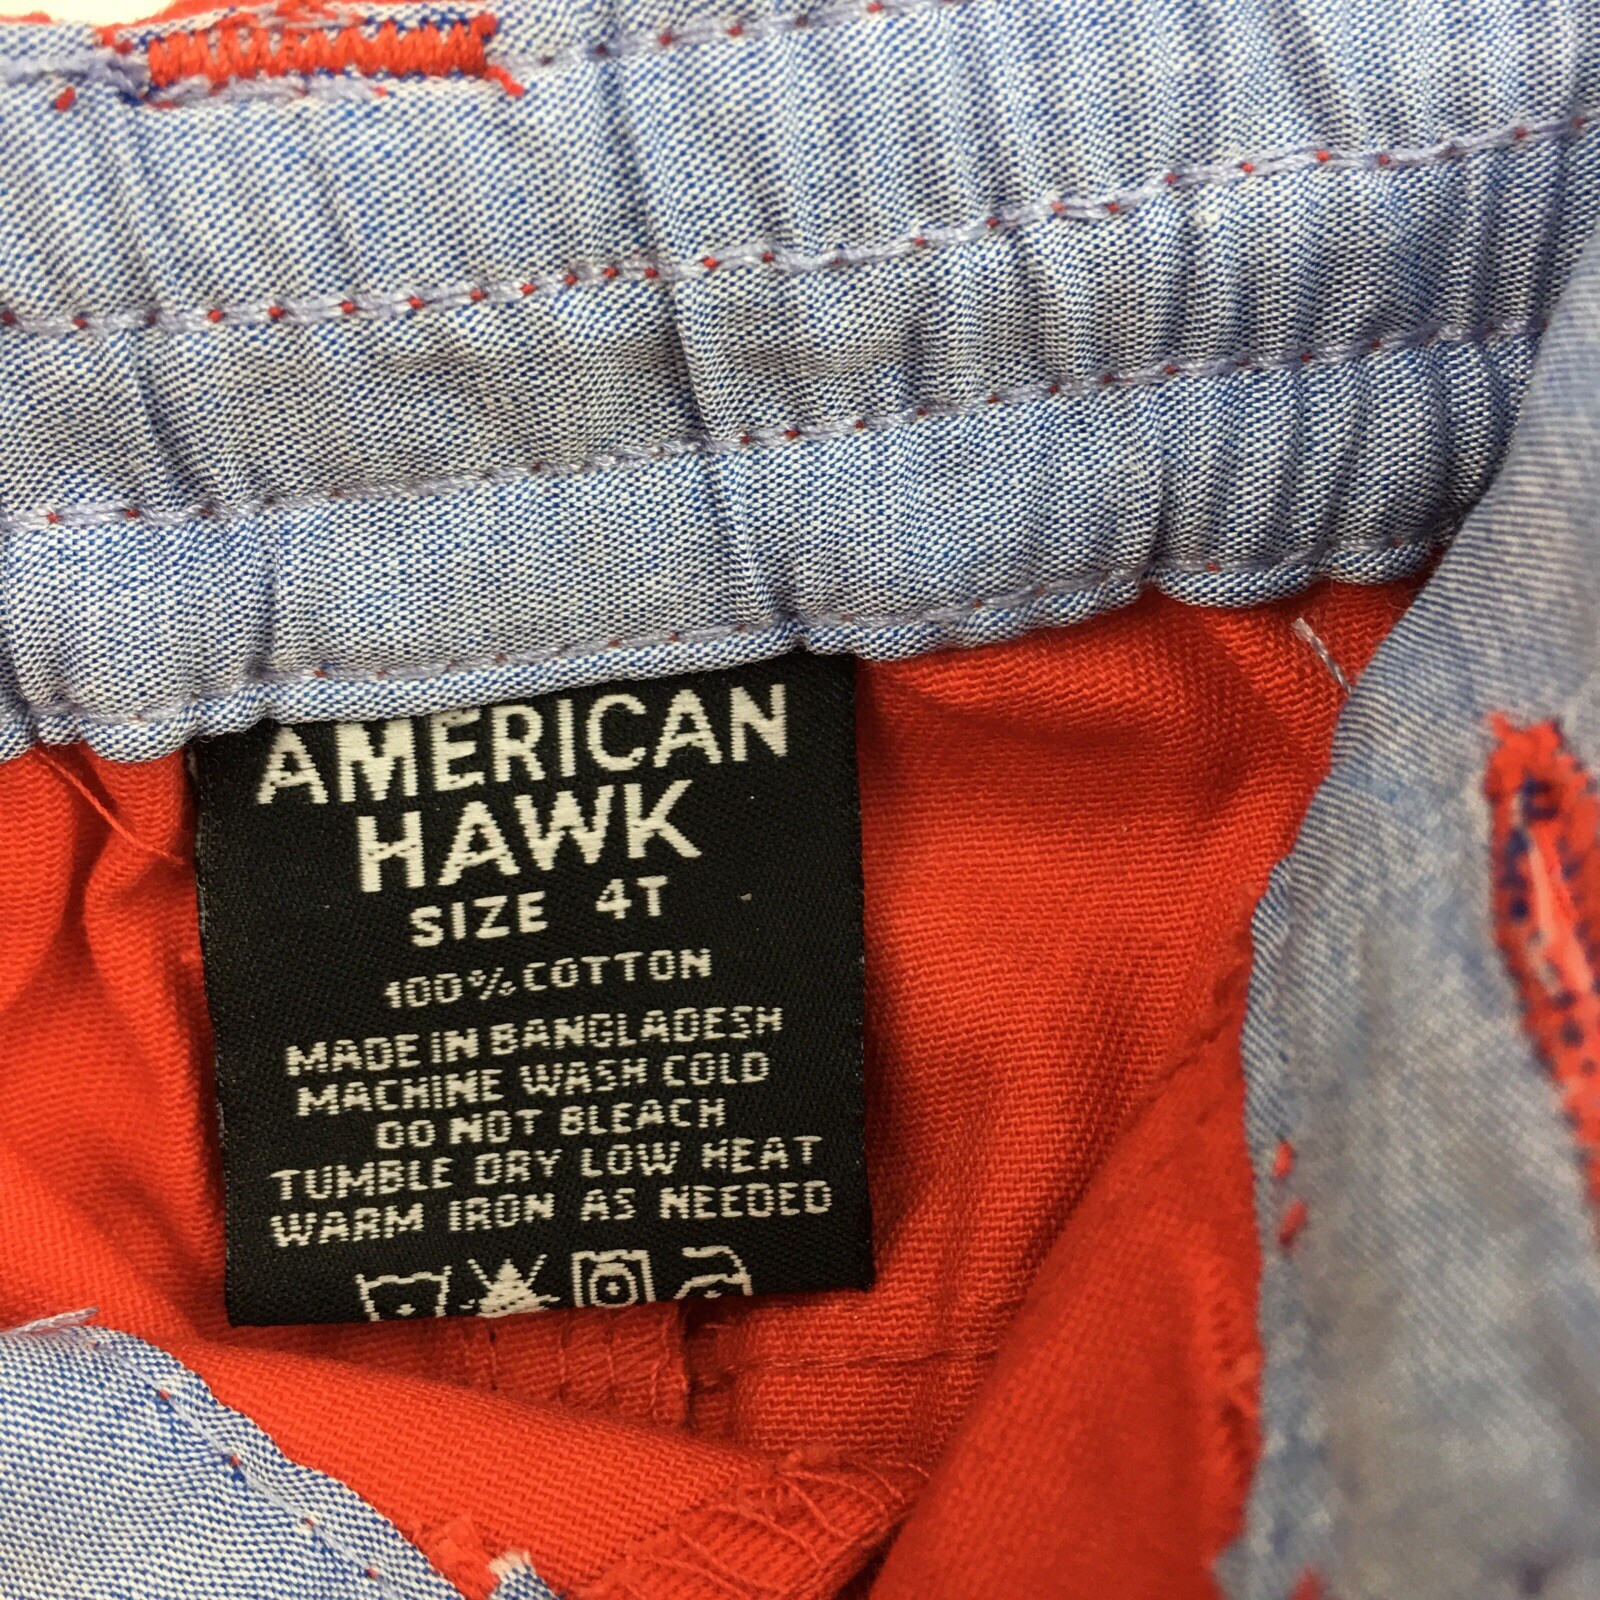 AMERICAN
HAWK
SIZE 4T
100% COTTON
MADE IN BANGLADESH
MACHINE WASH COLD
DO NOT BLEACH
TUMBLE DRY LOW HEAT
WARM IRON AS NEEDED